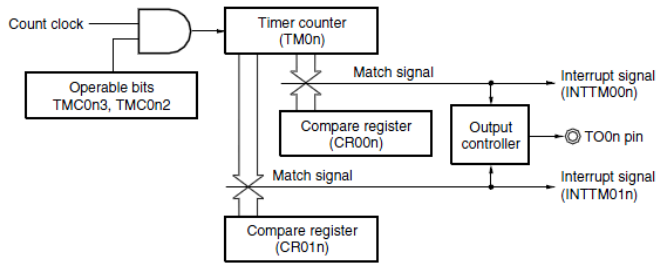 Count clock
Timer counter
(TM0n)
Operable bits
TMC0n3, TMC0n2
Match signal
Interrupt signal
(INTTM00n)
Compare register
(CR00n)
Output
controller
TO0n pin
Match signal
Interrupt signal
(INTTM01n)
Compare register
(CR01n)